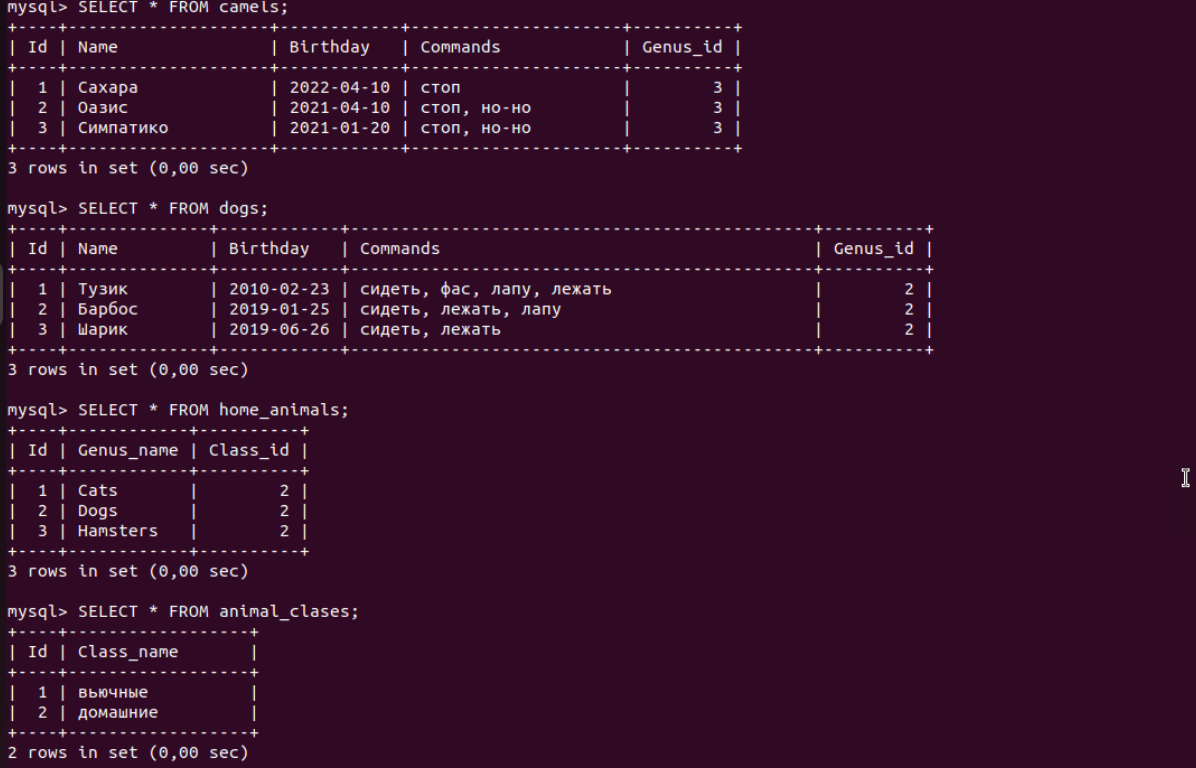 mysql> SELECT * FROM camels;
+----+--------------------+------------+---------------------+----------+
| Id | Name               | Birthday   | Commands            | Genus_id |
+----+--------------------+------------+---------------------+----------+
|  1 | Сахара             | 2022-04-10 | стоп                |        3 |
|  2 | Оазис              | 2021-04-10 | стоп, но-но         |        3 |
|  3 | Симпатико          | 2021-01-20 | стоп, но-но         |        3 |
+----+--------------------+------------+---------------------+----------+
3 rows in set (0,00 sec)
mysql> SELECT * FROM dogs;
+----+--------------+------------+----------------------------------------------+----------+
| Id | Name         | Birthday   | Commands                                     | Genus_id |
+----+--------------+------------+----------------------------------------------+----------+
|  1 | Тузик        | 2010-02-23 | сидеть, фас, лапу, лежать                    |        2 |
|  2 | Барбос       | 2019-01-25 | сидеть, лежать, лапу                         |        2 |
|  3 | Шарик        | 2019-06-26 | сидеть, лежать                               |        2 |
+----+--------------+------------+----------------------------------------------+----------+
3 rows in set (0,00 sec)
mysql> SELECT * FROM home_animals;
+----+------------+----------+
| Id | Genus_name | Class_id |
+----+------------+----------+
|  1 | Cats       |        2 |
|  2 | Dogs       |        2 |
|  3 | Hamsters   |        2 |
+----+------------+----------+
3 rows in set (0,00 sec)
mysql> SELECT * FROM animal_clases;
+----+------------------+
| Id | Class_name       |
+----+------------------+
|  1 | вьючные          |
|  2 | домашние         |
+----+------------------+
2 rows in set (0,00 sec)